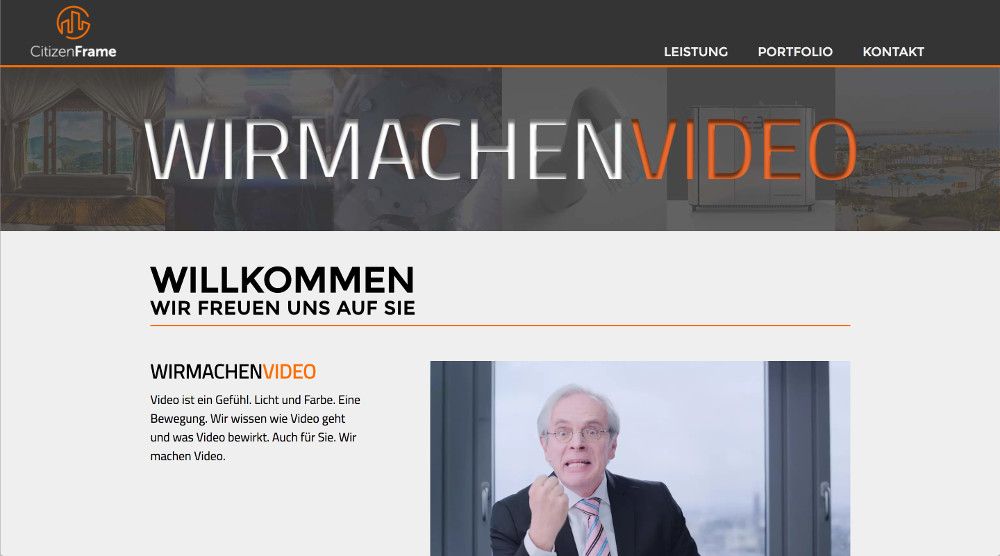 CitizenFrame
LEISTUNG PORTFOLIO KONTAKT
WIRMACHENVIDEO
WILLKOMMEN
WIR FREUEN UNS AUF SIE
WIRMACHENVIDEO
Video ist ein Gefühl. Licht und Farbe. Eine
Bewegung. Wir wissen wie Video geht
und was Video bewirkt. Auch für Sie. Wir
machen Video.